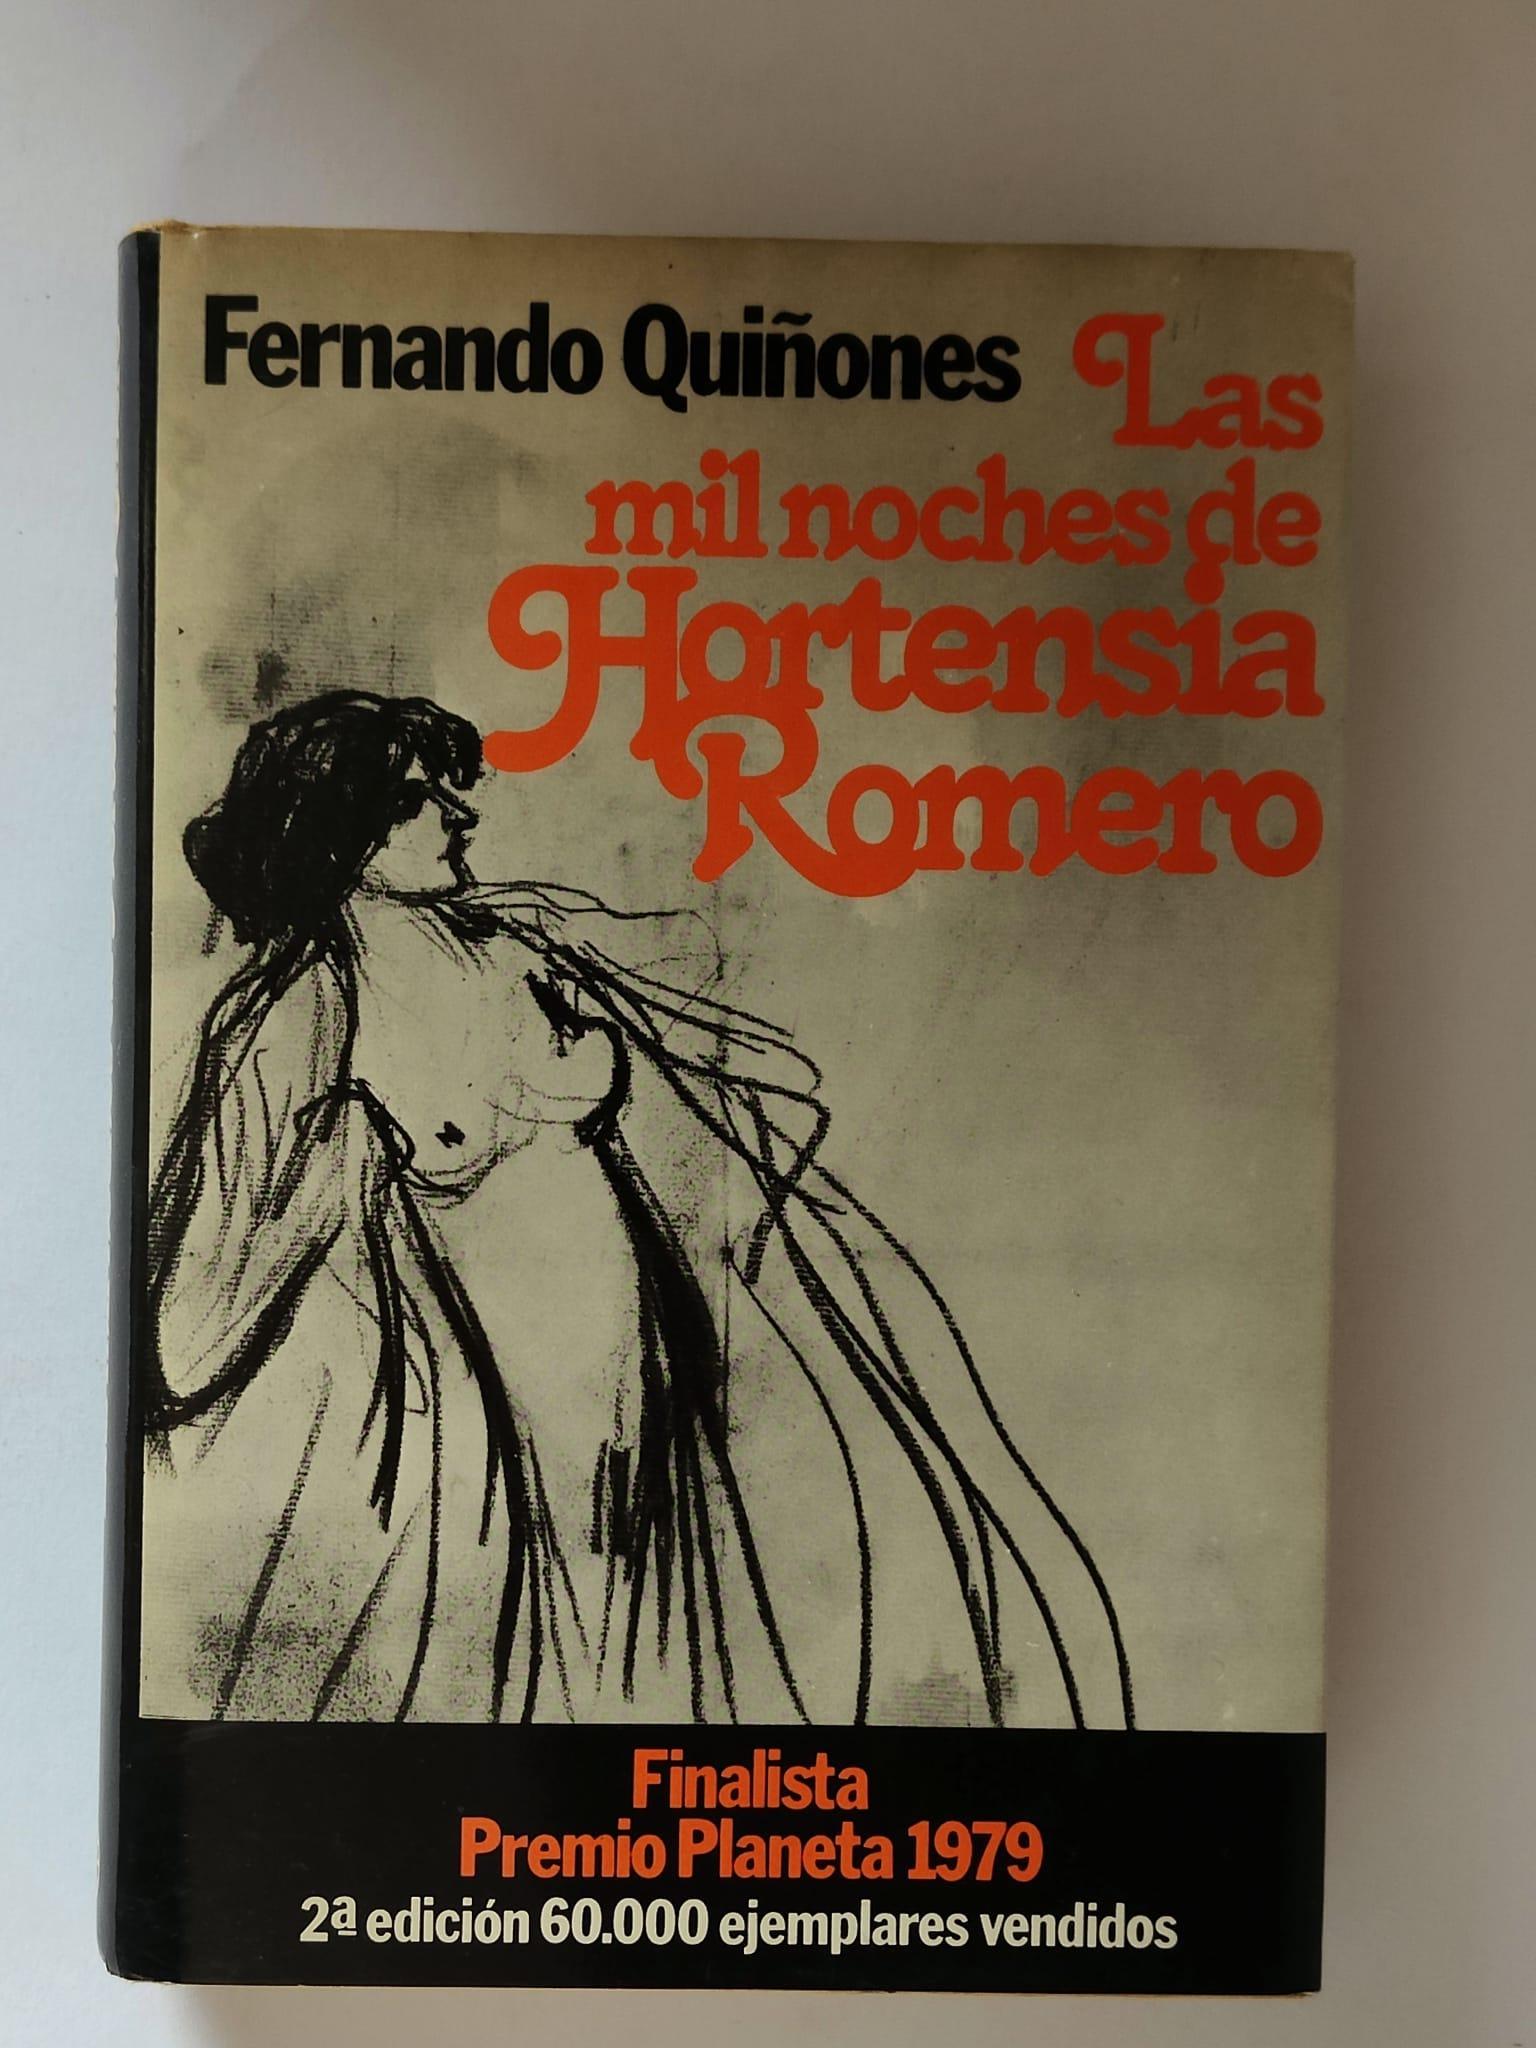 Fernando Quiñones Las
mil noches de
Hortensia
Romero
Finalista
Premio Planeta 1979
2ª edición 60.000 ejemplares vendidos